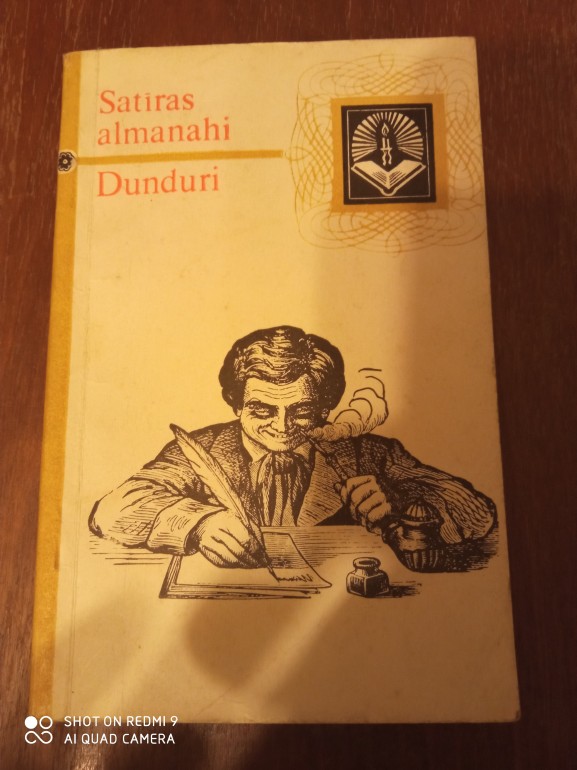 Satīras
almanahi
Dunduri
SHOT ON REDMI 9
AI QUAD CAMERA